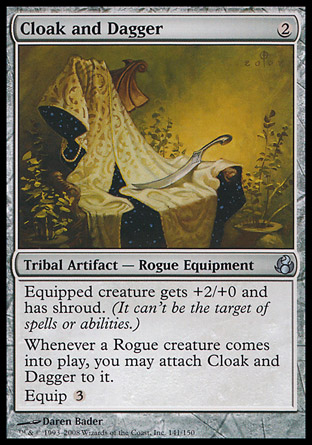 Cloak and Dagger 2
Tribal Artifact — Rogue Equipment
Equipped creature gets +2/+0 and
has shroud. (It can't be the target of
spells or abilities.)
Whenever a Rogue creature comes
into play, you may attach Cloak and
Dagger to it.
Equip 3
Daren Bader
™ & © 1993–2008 Wizards of the Coast, Inc. 141/150